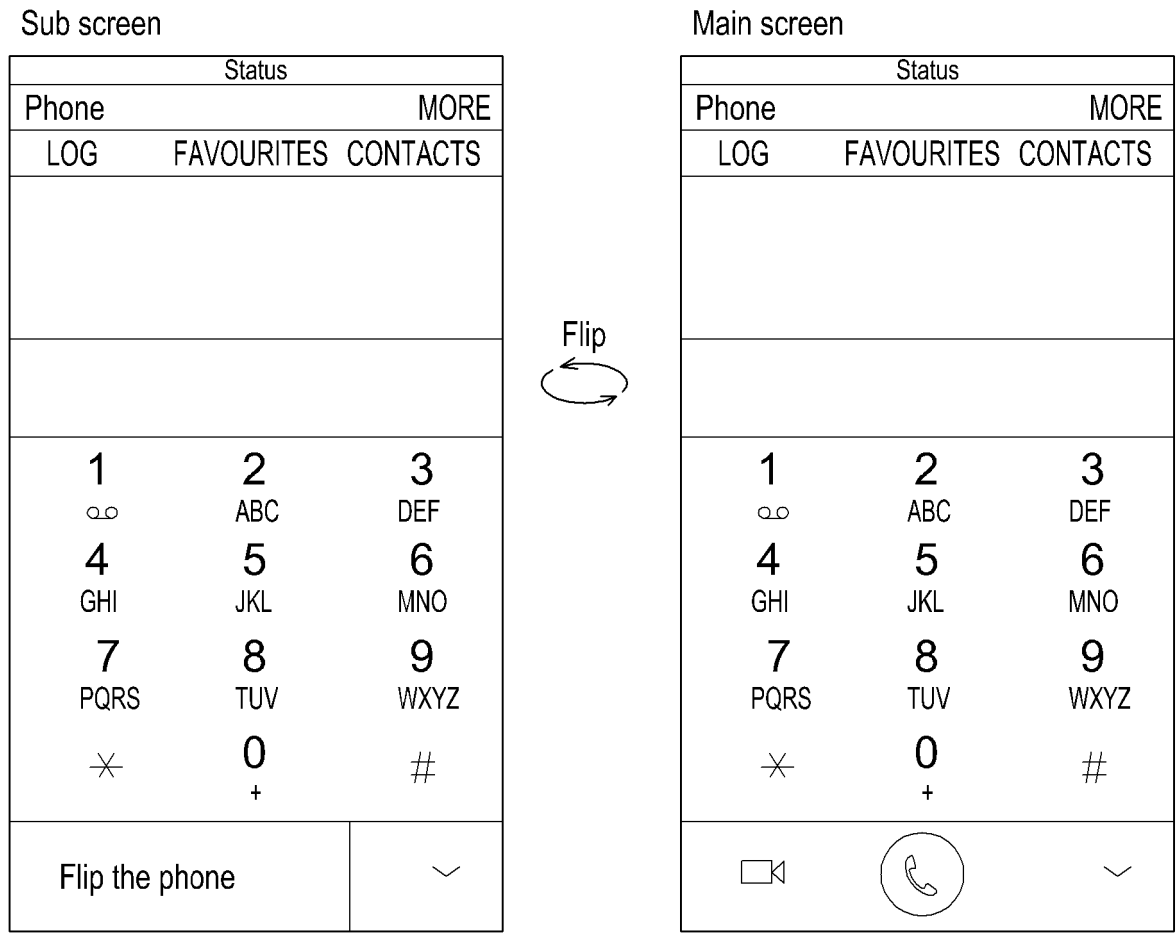 Sub screen
Status
Phone MORE
LOG FAVOURITES CONTACTS
1 2 3
ABC DEF
4 5 6
GHI JKL MNO
7 8 9
PQRS TUV WXYZ
* 0 #
+
Flip the phone
Flip
Main screen
Status
Phone MORE
LOG FAVOURITES CONTACTS
1 2 3
ABC DEF
4 5 6
GHI JKL MNO
7 8 9
PQRS TUV WXYZ
* 0 #
+